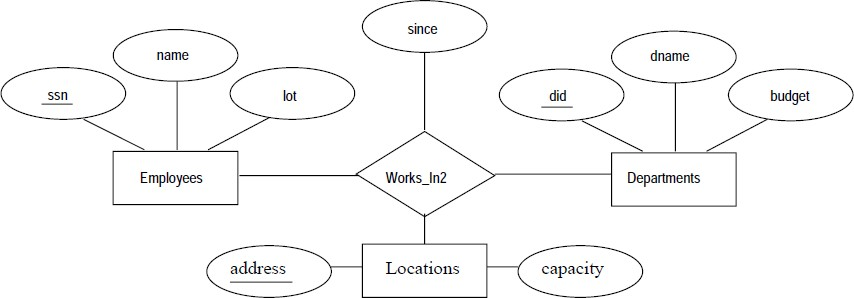 since
name
dname
ssn
lot
did
budget
Employees
Works_In2
Departments
address
Locations
capacity